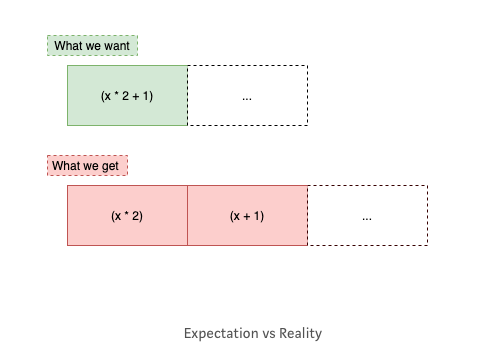 What we want
(x * 2 + 1)
...
What we get
(x * 2)
(x + 1)
...
Expectation vs Reality